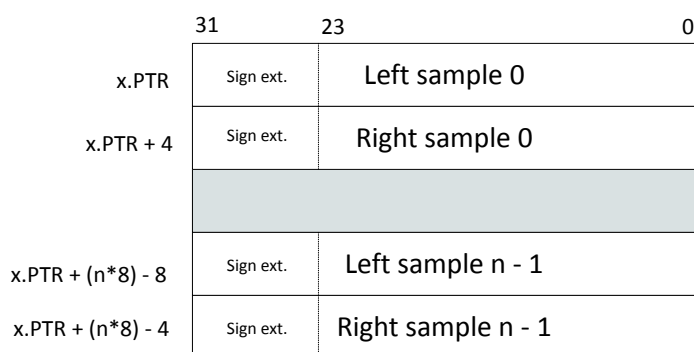 31 23 0
x.PTR Sign ext. Left sample 0
x.PTR + 4 Sign ext. Right sample 0
x.PTR + (n*8) - 8 Sign ext. Left sample n - 1
x.PTR + (n*8) - 4 Sign ext. Right sample n - 1